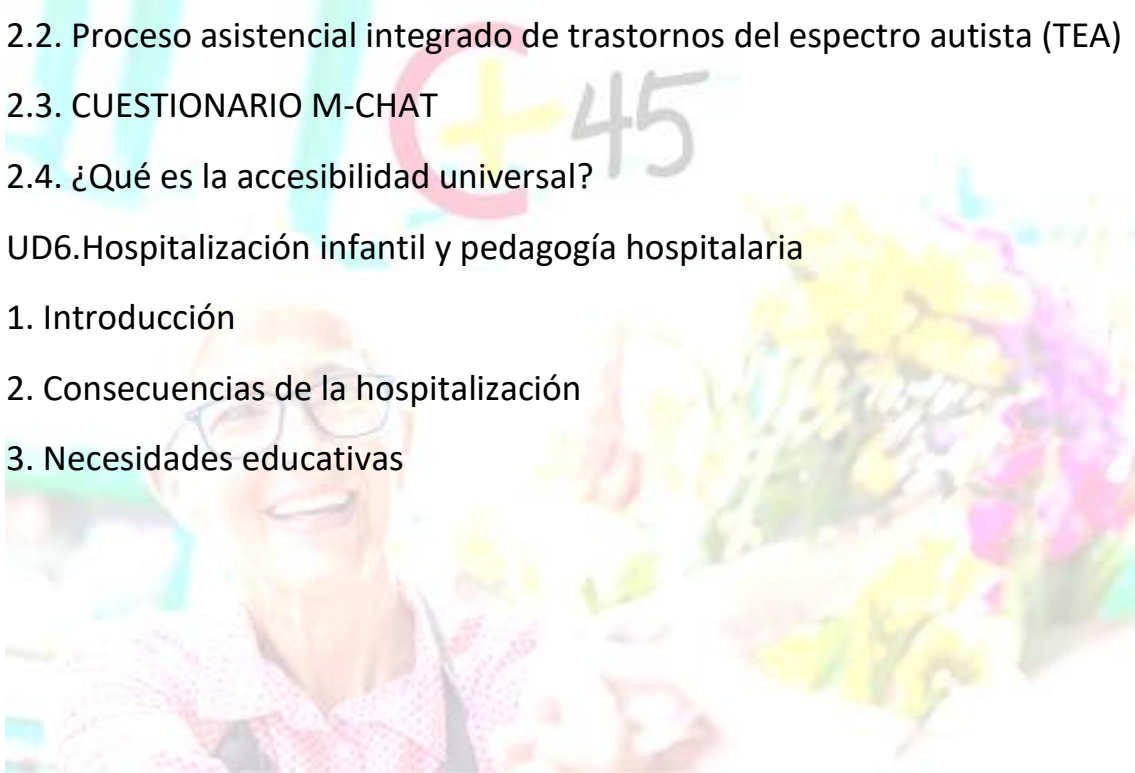 2.2. Proceso asistencial integrado de trastornos del espectro autista (TEA)
2.3. CUESTIONARIO M-CHAT
45
2.4. ¿Qué es la accesibilidad universal?
UD6.Hospitalización infantil y pedagogía hospitalaria
1. Introducción
2. Consecuencias de la hospitalización
3. Necesidades educativas